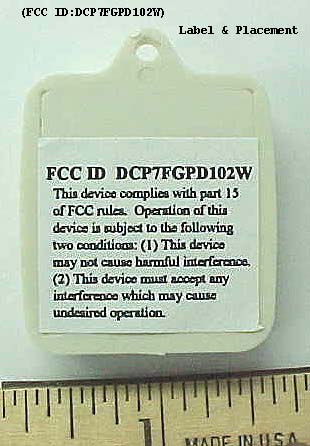 (FCC ID:DCP7FGPD102W)
Label & Placement
FCC ID DCP7FGPD102W
This device complies with part 15
of FCC rules. Operation of this
device is subject to the following
two conditions: (1) This device
may not cause harmful interference.
(2) This device must accept any
interference which may cause
undesired operation.
1
MADE IN U.S.A.